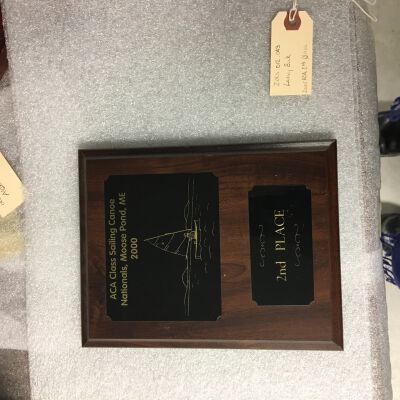 ACA Class Sailing Canoe
Nationals, Moose Pond, ME
2000
2nd PLACE